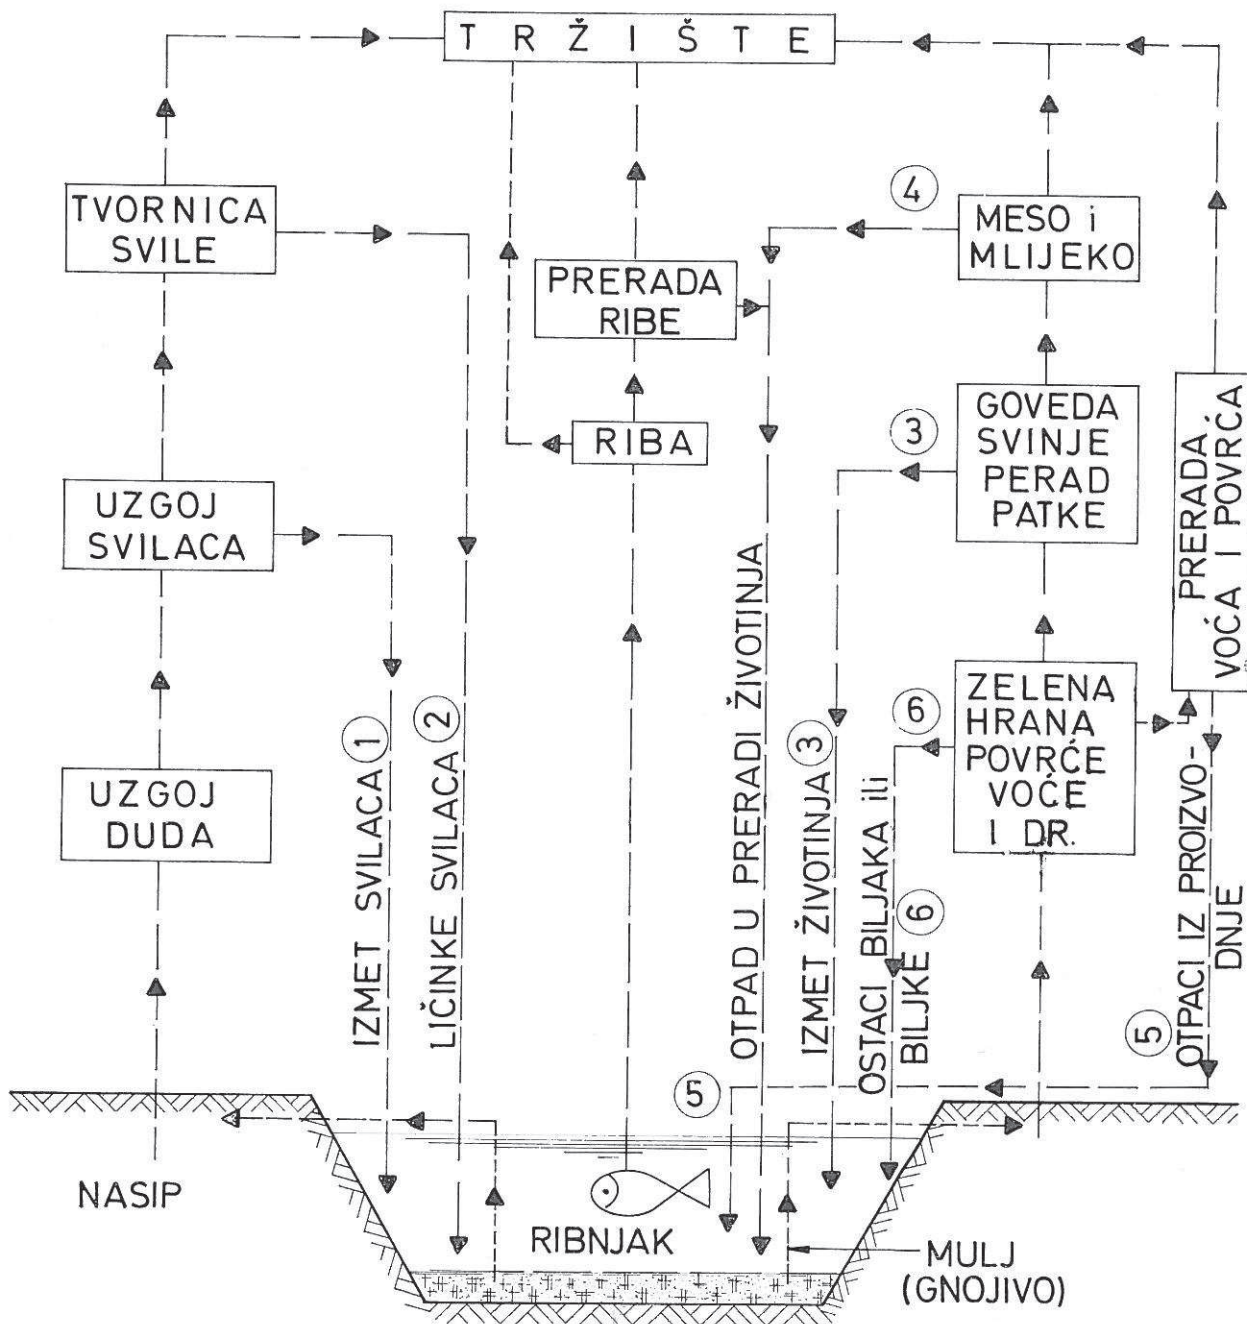 TRŽIŠTE
TVORNICA
SVILE
4
MESO i
MLIJEKO
PRERADA
RIBE
3
GOVEDA
SVINJE
PERAD
PATKE
RIBA
PRERADA
VOĆA I POVRĆA
UZGOJ
SVILACA
6
ZELENA
HRANA
POVRĆE
VOĆE
I DR.
UZGOJ
DUDA
IZMET SVILACA 1
LIČINKE SVILACA 2
OTPAD U PRERADI ŽIVOTINJA
IZMET ŽIVOTINJA 3
OSTACI BILJAKA ili
BILJKE 6
5 OTPACI IZ PROIZVO-
DNJE
5
NASIP
RIBNJAK
MULJ
(GNOJIVO)